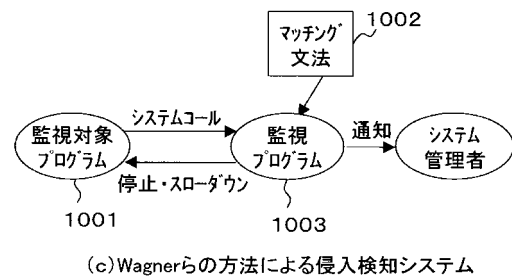 1002
マッチング
文法
システムコール
監視対象
プログラム
監視
プログラム
通知
システム
管理者
停止・スローダウン
1001
1003
(c)Wagnerらの方法による侵入検知システム